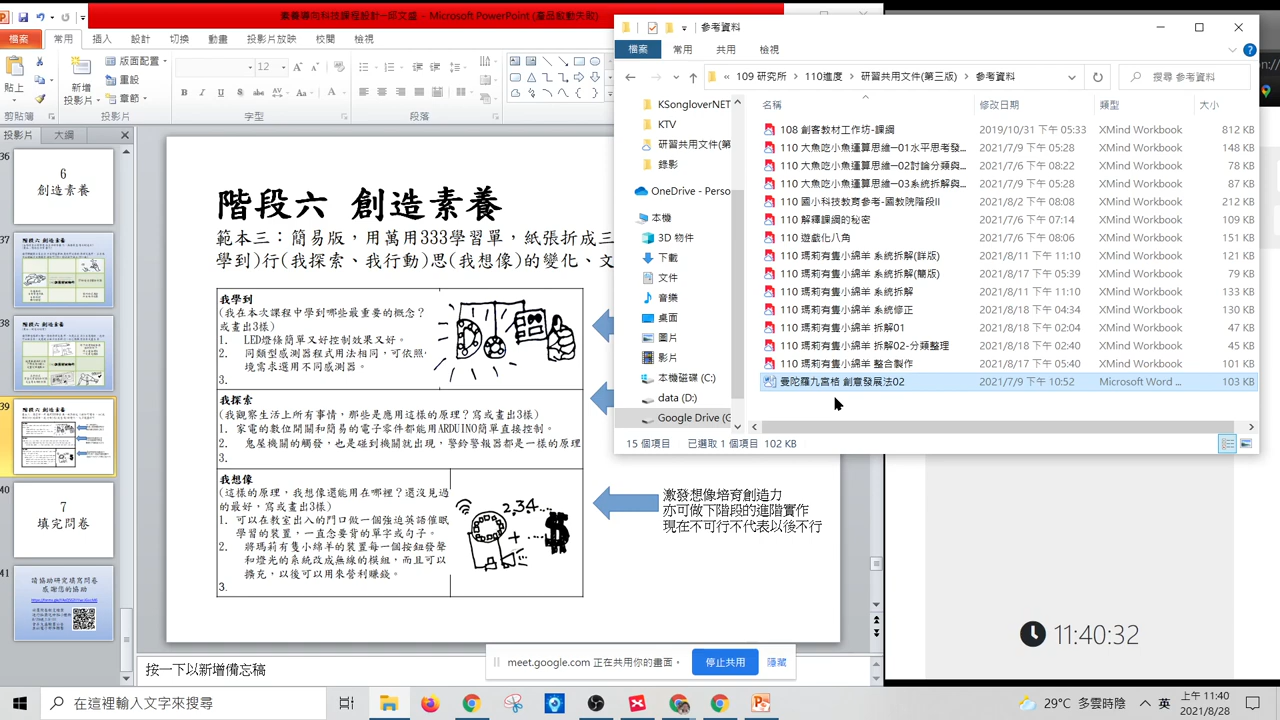 素養導向科技課程設計-邱文盛 - Microsoft PowerPoint (產品啟動失敗)
檔案 常用 插入 設計 切換 動畫 投影片放映 校閱 檢視
貼上
新增
投影片
版面配置
重設
章節
12
剪貼簿 投影片 字型 段落
投影片 大綱
36
6
創造素養
37
38
39
40
7
填完問卷
41
請協助研究填寫問卷
感謝您的協助
階段六 創造素養
範本三：簡易版，用萬用333學習單，紙張折成三
學到)行(我探索、我行動)思(我想像)的變化、文
我學到
(我在本次課程中學到哪些最重要的概念？
或畫出3樣)
1. LED燈條簡單又好控制效果又好。
2. 同類型感測器程式用法相同，可依照
境需求選用不同感測器。
3.
我探索
(我觀察生活上所有事情，那些是應用這樣的原理？寫或畫出3樣)
1. 家電的數位開關和簡易的電子零件都能用ARDUINO簡單直接控制。
2. 鬼屋機關的觸發，也是碰到機關就出現，警鈴警報器都是一樣的原理
3.
我想像
(這樣的原理，我想像還能用在哪裡？還沒見過
的最好，寫或畫出3樣)
1. 可以在教室出入的門口做一個強迫英語催眠
學習的裝置，一直念要背的單字或句子。
2. 將瑪莉有隻小綿羊的裝置每一個按鈕發聲
和燈光的系統改成無線的模組，而且可以
擴充，以後可以用來營利賺錢。
3.
2,34...
+
$
激發想像培育創造力
亦可做下階段的進階實作
現在不可行不代表以後不行
按一下以新增備忘稿
參考資料
檔案 常用 共用 檢視
« 109 研究所 › 110進度 › 研習共用文件(第三版) › 參考資料
搜尋 參考資料
KSongloverNET
KTV
研習共用文件(第
錄影
OneDrive - Perso
本機
3D 物件
下載
文件
音樂
桌面
圖片
影片
本機磁碟 (C:)
data (D:)
Google Drive (G
名稱 修改日期 類型 大小
108 創客教材工作坊-課綱 2019/10/31 下午 05:33 XMind Workbook 812 KB
110 大魚吃小魚運算思維─01水平思考發... 2021/7/9 下午 05:28 XMind Workbook 148 KB
110 大魚吃小魚運算思維─02討論分類與... 2021/7/6 下午 08:22 XMind Workbook 78 KB
110 大魚吃小魚運算思維─03系統拆解與... 2021/7/9 下午 05:28 XMind Workbook 87 KB
110 國小科技教育參考-國教院階段II 2021/8/2 下午 08:08 XMind Workbook 212 KB
110 解釋課綱的秘密 2021/7/6 下午 07:14 XMind Workbook 109 KB
110 遊戲化八角 2021/7/6 下午 08:06 XMind Workbook 151 KB
110 瑪莉有隻小綿羊 系統拆解(詳版) 2021/8/11 下午 11:10 XMind Workbook 121 KB
110 瑪莉有隻小綿羊 系統拆解(簡版) 2021/8/17 下午 05:39 XMind Workbook 79 KB
110 瑪莉有隻小綿羊 系統拆解 2021/8/11 下午 11:10 XMind Workbook 93 KB
110 瑪莉有隻小綿羊 系統修正 2021/8/18 下午 04:34 XMind Workbook 130 KB
110 瑪莉有隻小綿羊 拆解01 2021/8/18 下午 02:04 XMind Workbook 47 KB
110 瑪莉有隻小綿羊 拆解02-分類整理 2021/8/18 下午 02:40 XMind Workbook 69 KB
110 瑪莉有隻小綿羊 整合製作 2021/8/17 下午 05:40 XMind Workbook 101 KB
曼陀羅九宮格 創意發展法02 2021/7/9 下午 10:52 Microsoft Word ... 103 KB
15 個項目 已選取 1 個項目 102 KB
11:40:32
meet.google.com 正在共用你的畫面。 停止共用 隱藏
在這裡輸入文字來搜尋
29°C 多雲時陰
英
上午 11:40
2021/8/28